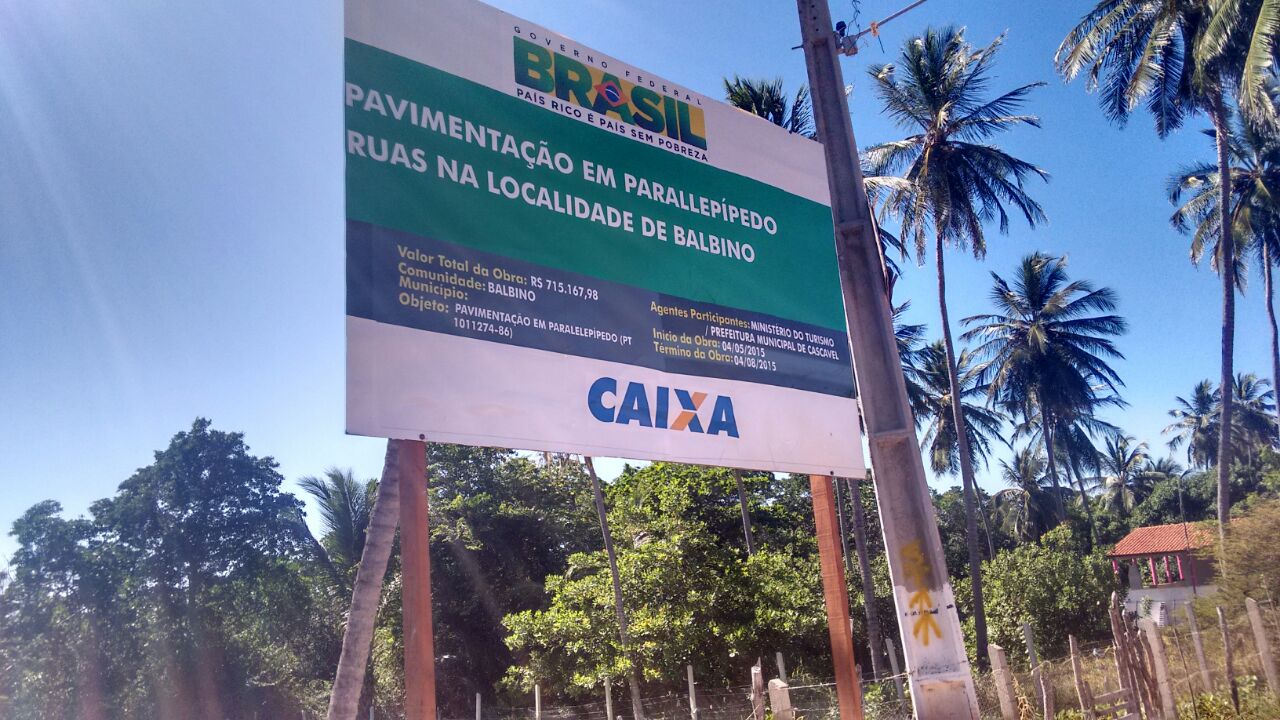 GOVERNO FEDERAL
BRASIL
PAÍS RICO É PAÍS SEM POBREZA
PAVIMENTAÇÃO EM PARALLEPÍPEDO
RUAS NA LOCALIDADE DE BALBINO
Valor Total da Obra: R$ 715.167,98
Comunidade: BALBINO
Município:
Objeto: PAVIMENTAÇÃO EM PARALELEPÍPEDO (PT
1011274-86)
Agentes Participantes: MINISTÉRIO DO TURISMO
/ PREFEITURA MUNICIPAL DE CASCAVEL
Início da Obra: 04/05/2015
Término da Obra: 04/08/2015
CAIXA